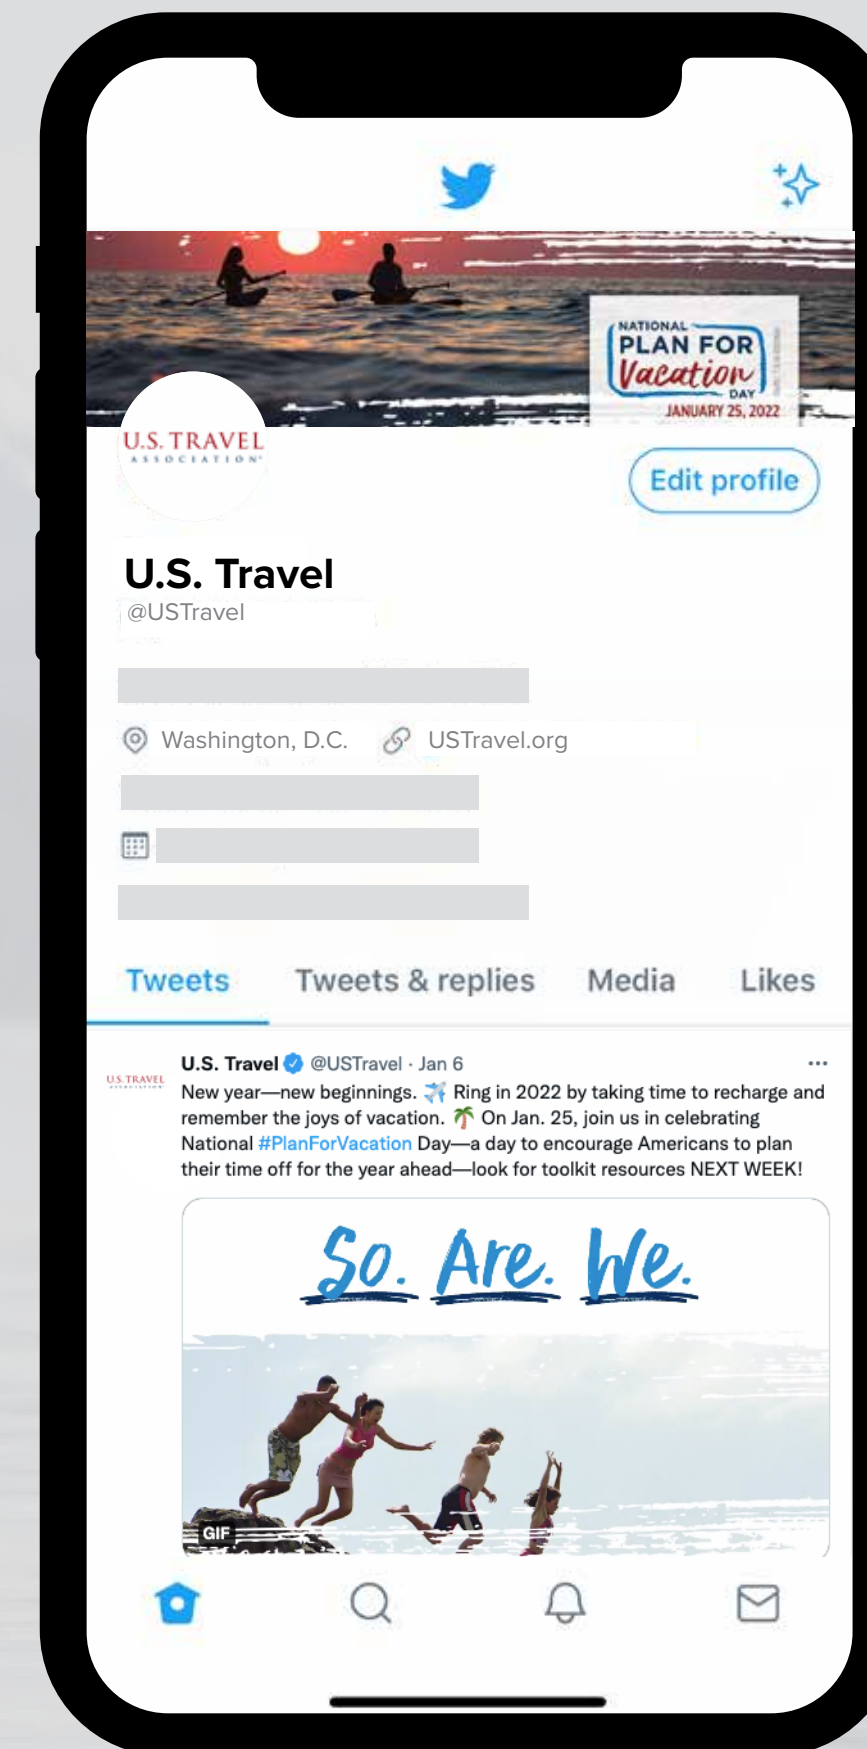 NATIONAL
PLAN FOR
Vacation
DAY
JANUARY 25, 2022
U.S. TRAVEL
ASSOCIATION®
Edit profile
U.S. Travel
@USTravel
Washington, D.C. USTravel.org
Tweets Tweets & replies Media Likes
U.S. TRAVEL
ASSOCIATION
U.S. Travel @USTravel · Jan 6
New year—new beginnings. ✈️ Ring in 2022 by taking time to recharge and
remember the joys of vacation. 🌴 On Jan. 25, join us in celebrating
National #PlanForVacation Day—a day to encourage Americans to plan
their time off for the year ahead—look for toolkit resources NEXT WEEK!
So. Are. We.
GIF